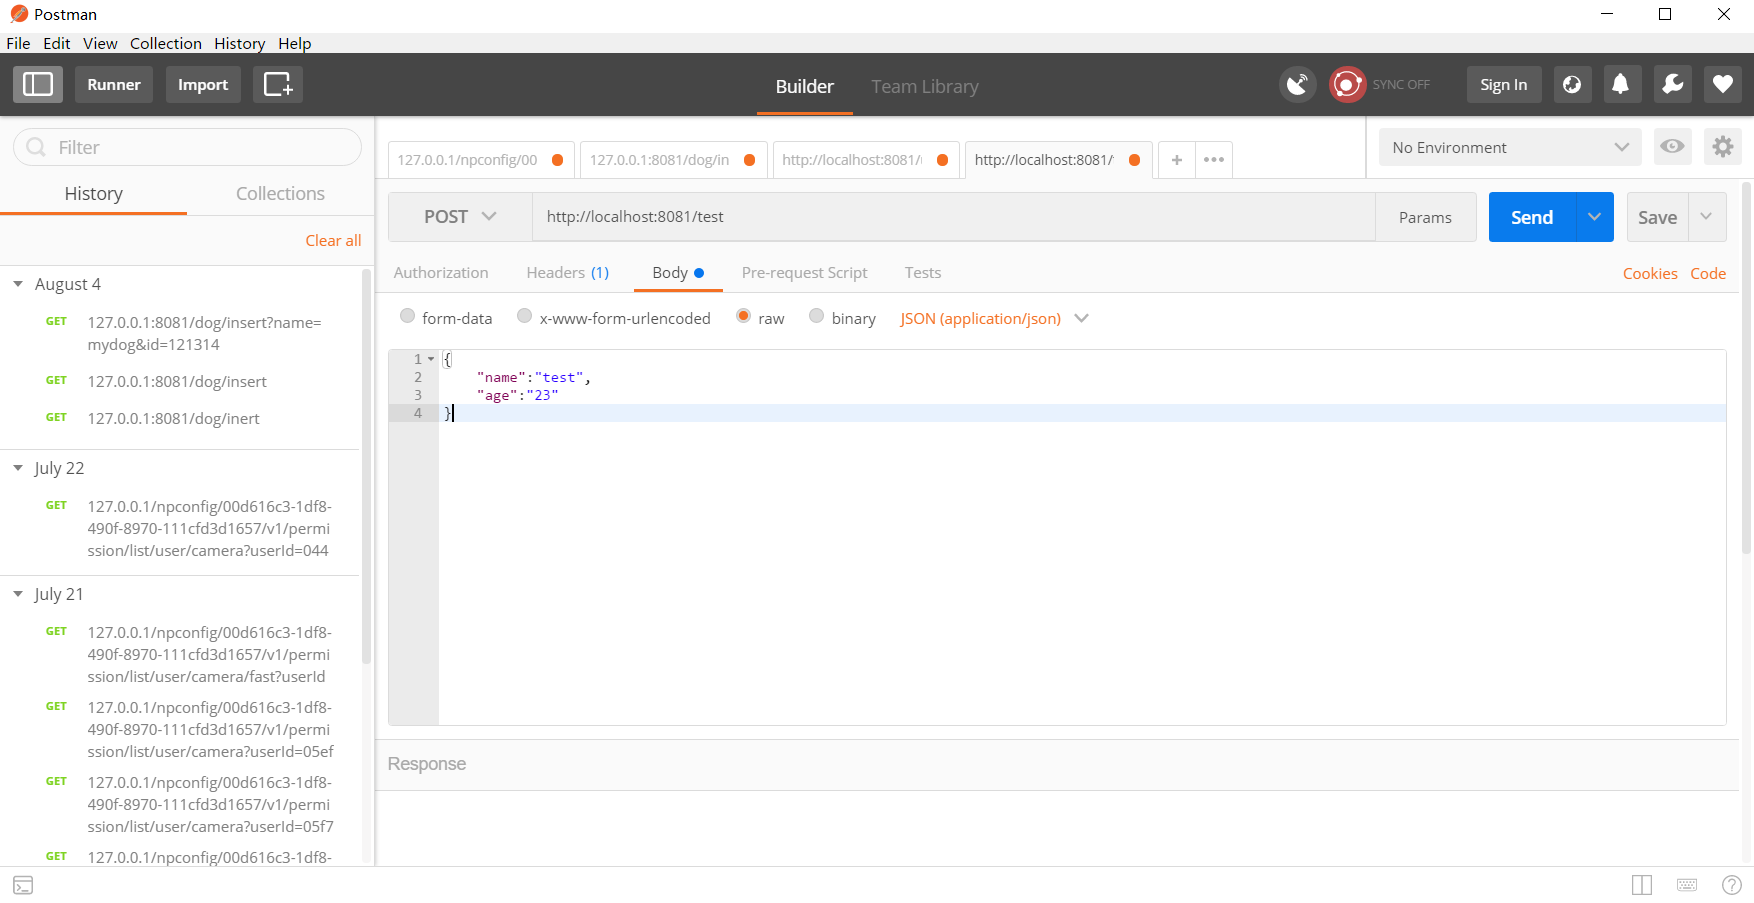 Postman
File Edit View Collection History Help
Runner Import Builder Team Library SYNC OFF Sign In
Filter
History Collections
Clear all
August 4
GET 127.0.0.1:8081/dog/insert?name=
mydog&id=121314
GET 127.0.0.1:8081/dog/insert
GET 127.0.0.1:8081/dog/inert
July 22
GET 127.0.0.1/npconfig/00d616c3-1df8-
490f-8970-111cfd3d1657/v1/permi
ssion/list/user/camera?userId=044
July 21
GET 127.0.0.1/npconfig/00d616c3-1df8-
490f-8970-111cfd3d1657/v1/permi
ssion/list/user/camera/fast?userId
GET 127.0.0.1/npconfig/00d616c3-1df8-
490f-8970-111cfd3d1657/v1/permi
ssion/list/user/camera?userId=05ef
GET 127.0.0.1/npconfig/00d616c3-1df8-
490f-8970-111cfd3d1657/v1/permi
ssion/list/user/camera?userId=05f7
GET 127.0.0.1/npconfig/00d616c3-1df8-
127.0.0.1/npconfig/00 127.0.0.1:8081/dog/in http://localhost:8081/ http://localhost:8081/ + •••
No Environment
POST http://localhost:8081/test Params Send Save
Authorization Headers (1) Body Pre-request Script Tests Cookies Code
form-data x-www-form-urlencoded raw binary JSON (application/json)
1 {
2 "name":"test",
3 "age":"23"
4 }
Response